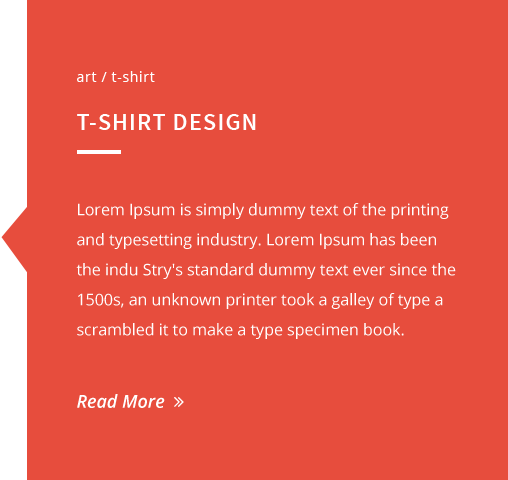 art / t-shirt
T-SHIRT DESIGN
Lorem Ipsum is simply dummy text of the printing
and typesetting industry. Lorem Ipsum has been
the indu Stry's standard dummy text ever since the
1500s, an unknown printer took a galley of type a
scrambled it to make a type specimen book.
Read More »